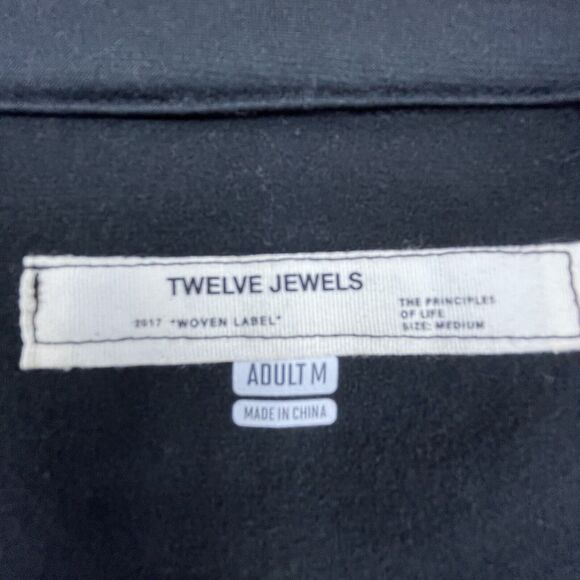 TWELVE JEWELS
2017 "WOVEN LABEL"
THE PRINCIPLES
OF LIFE
SIZE: MEDIUM
ADULT M
MADE IN CHINA